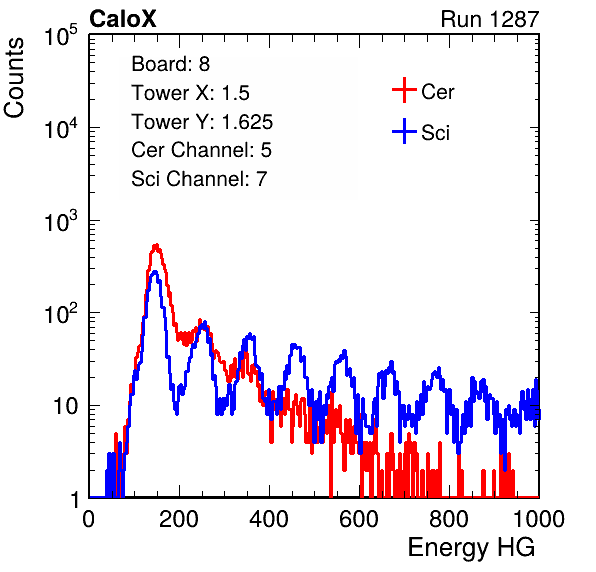 CaloX Run 1287
Counts
Board: 8
Tower X: 1.5
Tower Y: 1.625
Cer Channel: 5
Sci Channel: 7
Cer
Sci
10^5
10^4
10^3
10^2
10
1
0 200 400 600 800 1000
Energy HG